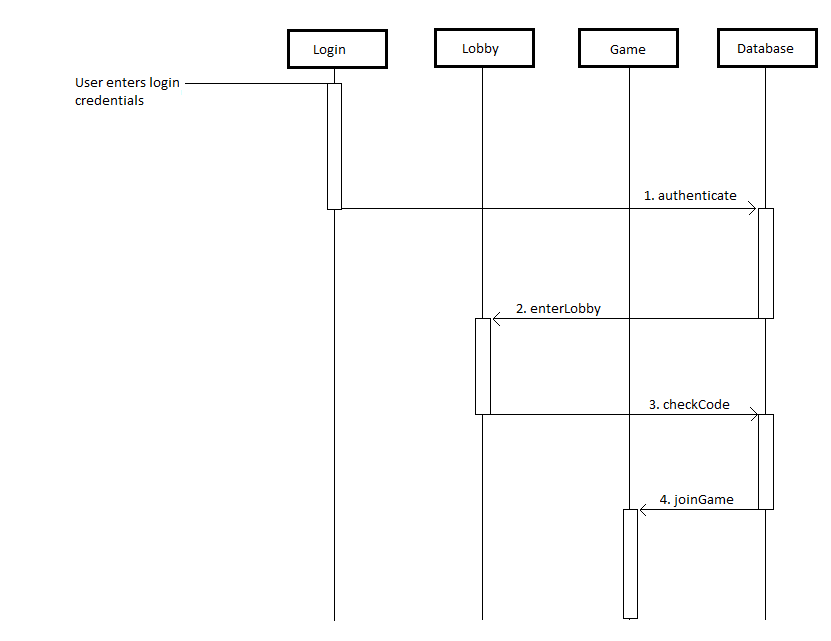 Login
Lobby
Game
Database
User enters login
credentials
1. authenticate
2. enterLobby
3. checkCode
4. joinGame